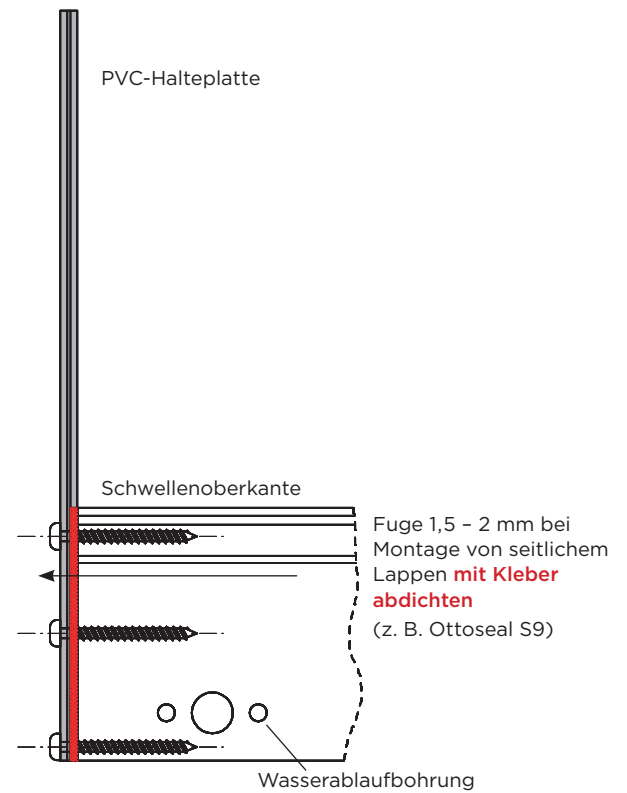 PVC-Halteplatte
Schwellenoberkante
Fuge 1,5 – 2 mm bei
Montage von seitlichem
Lappen mit Kleber
abdichten
(z. B. Ottoseal S9)
Wasserablaufbohrung